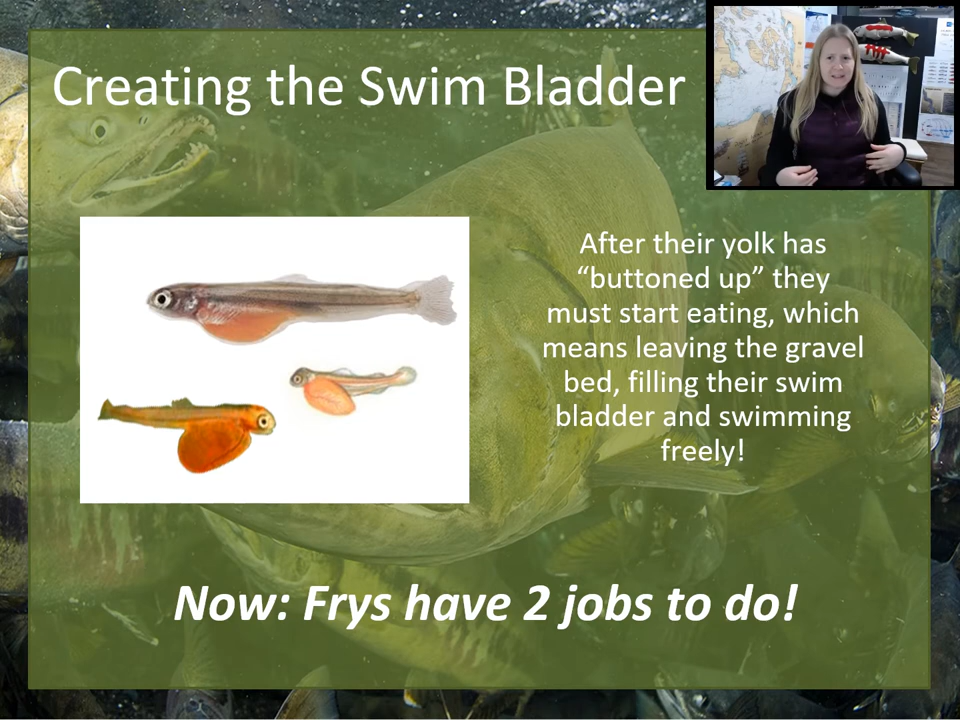 Creating the Swim Bladder
After their yolk has
“buttoned up” they
must start eating, which
means leaving the gravel
bed, filling their swim
bladder and swimming
freely!
Now: Frys have 2 jobs to do!